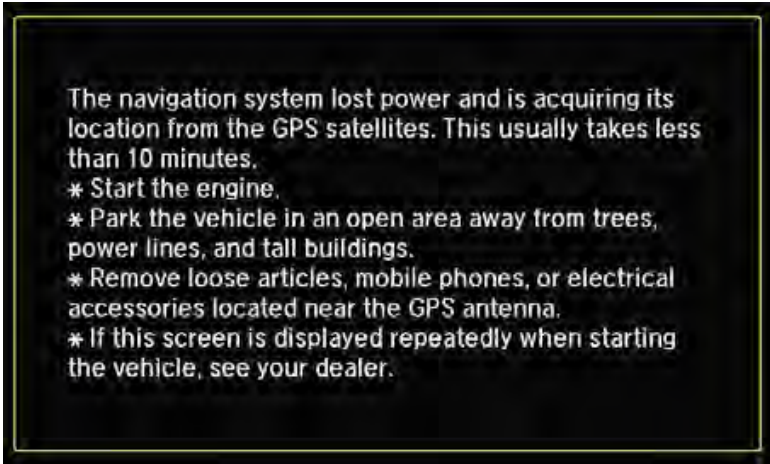 The navigation system lost power and is acquiring its
location from the GPS satellites. This usually takes less
than 10 minutes.
* Start the engine.
* Park the vehicle in an open area away from trees,
power lines, and tall buildings.
* Remove loose articles, mobile phones, or electrical
accessories located near the GPS antenna.
* If this screen is displayed repeatedly when starting
the vehicle, see your dealer.